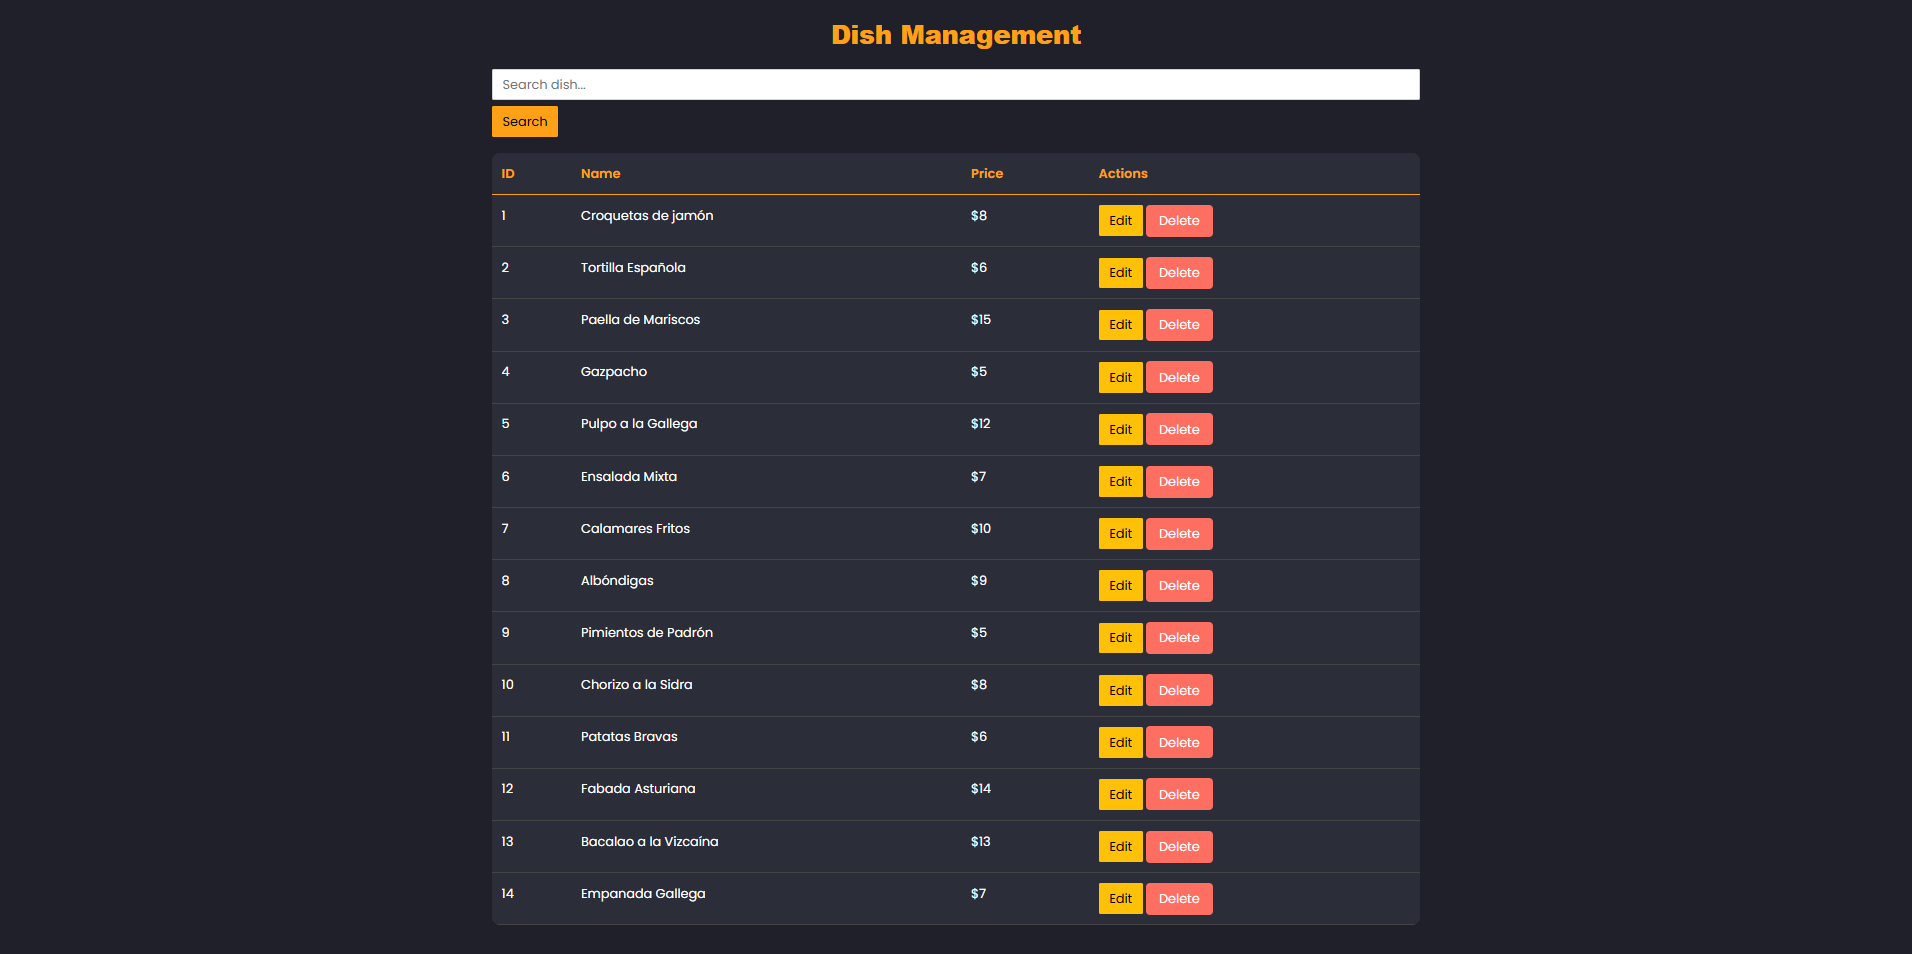 Dish Management
Search dish...
Search
ID Name Price Actions
1 Croquetas de jamón $8 Edit Delete
2 Tortilla Española $6 Edit Delete
3 Paella de Mariscos $15 Edit Delete
4 Gazpacho $5 Edit Delete
5 Pulpo a la Gallega $12 Edit Delete
6 Ensalada Mixta $7 Edit Delete
7 Calamares Fritos $10 Edit Delete
8 Albóndigas $9 Edit Delete
9 Pimientos de Padrón $5 Edit Delete
10 Chorizo a la Sidra $8 Edit Delete
11 Patatas Bravas $6 Edit Delete
12 Fabada Asturiana $14 Edit Delete
13 Bacalao a la Vizcaína $13 Edit Delete
14 Empanada Gallega $7 Edit Delete